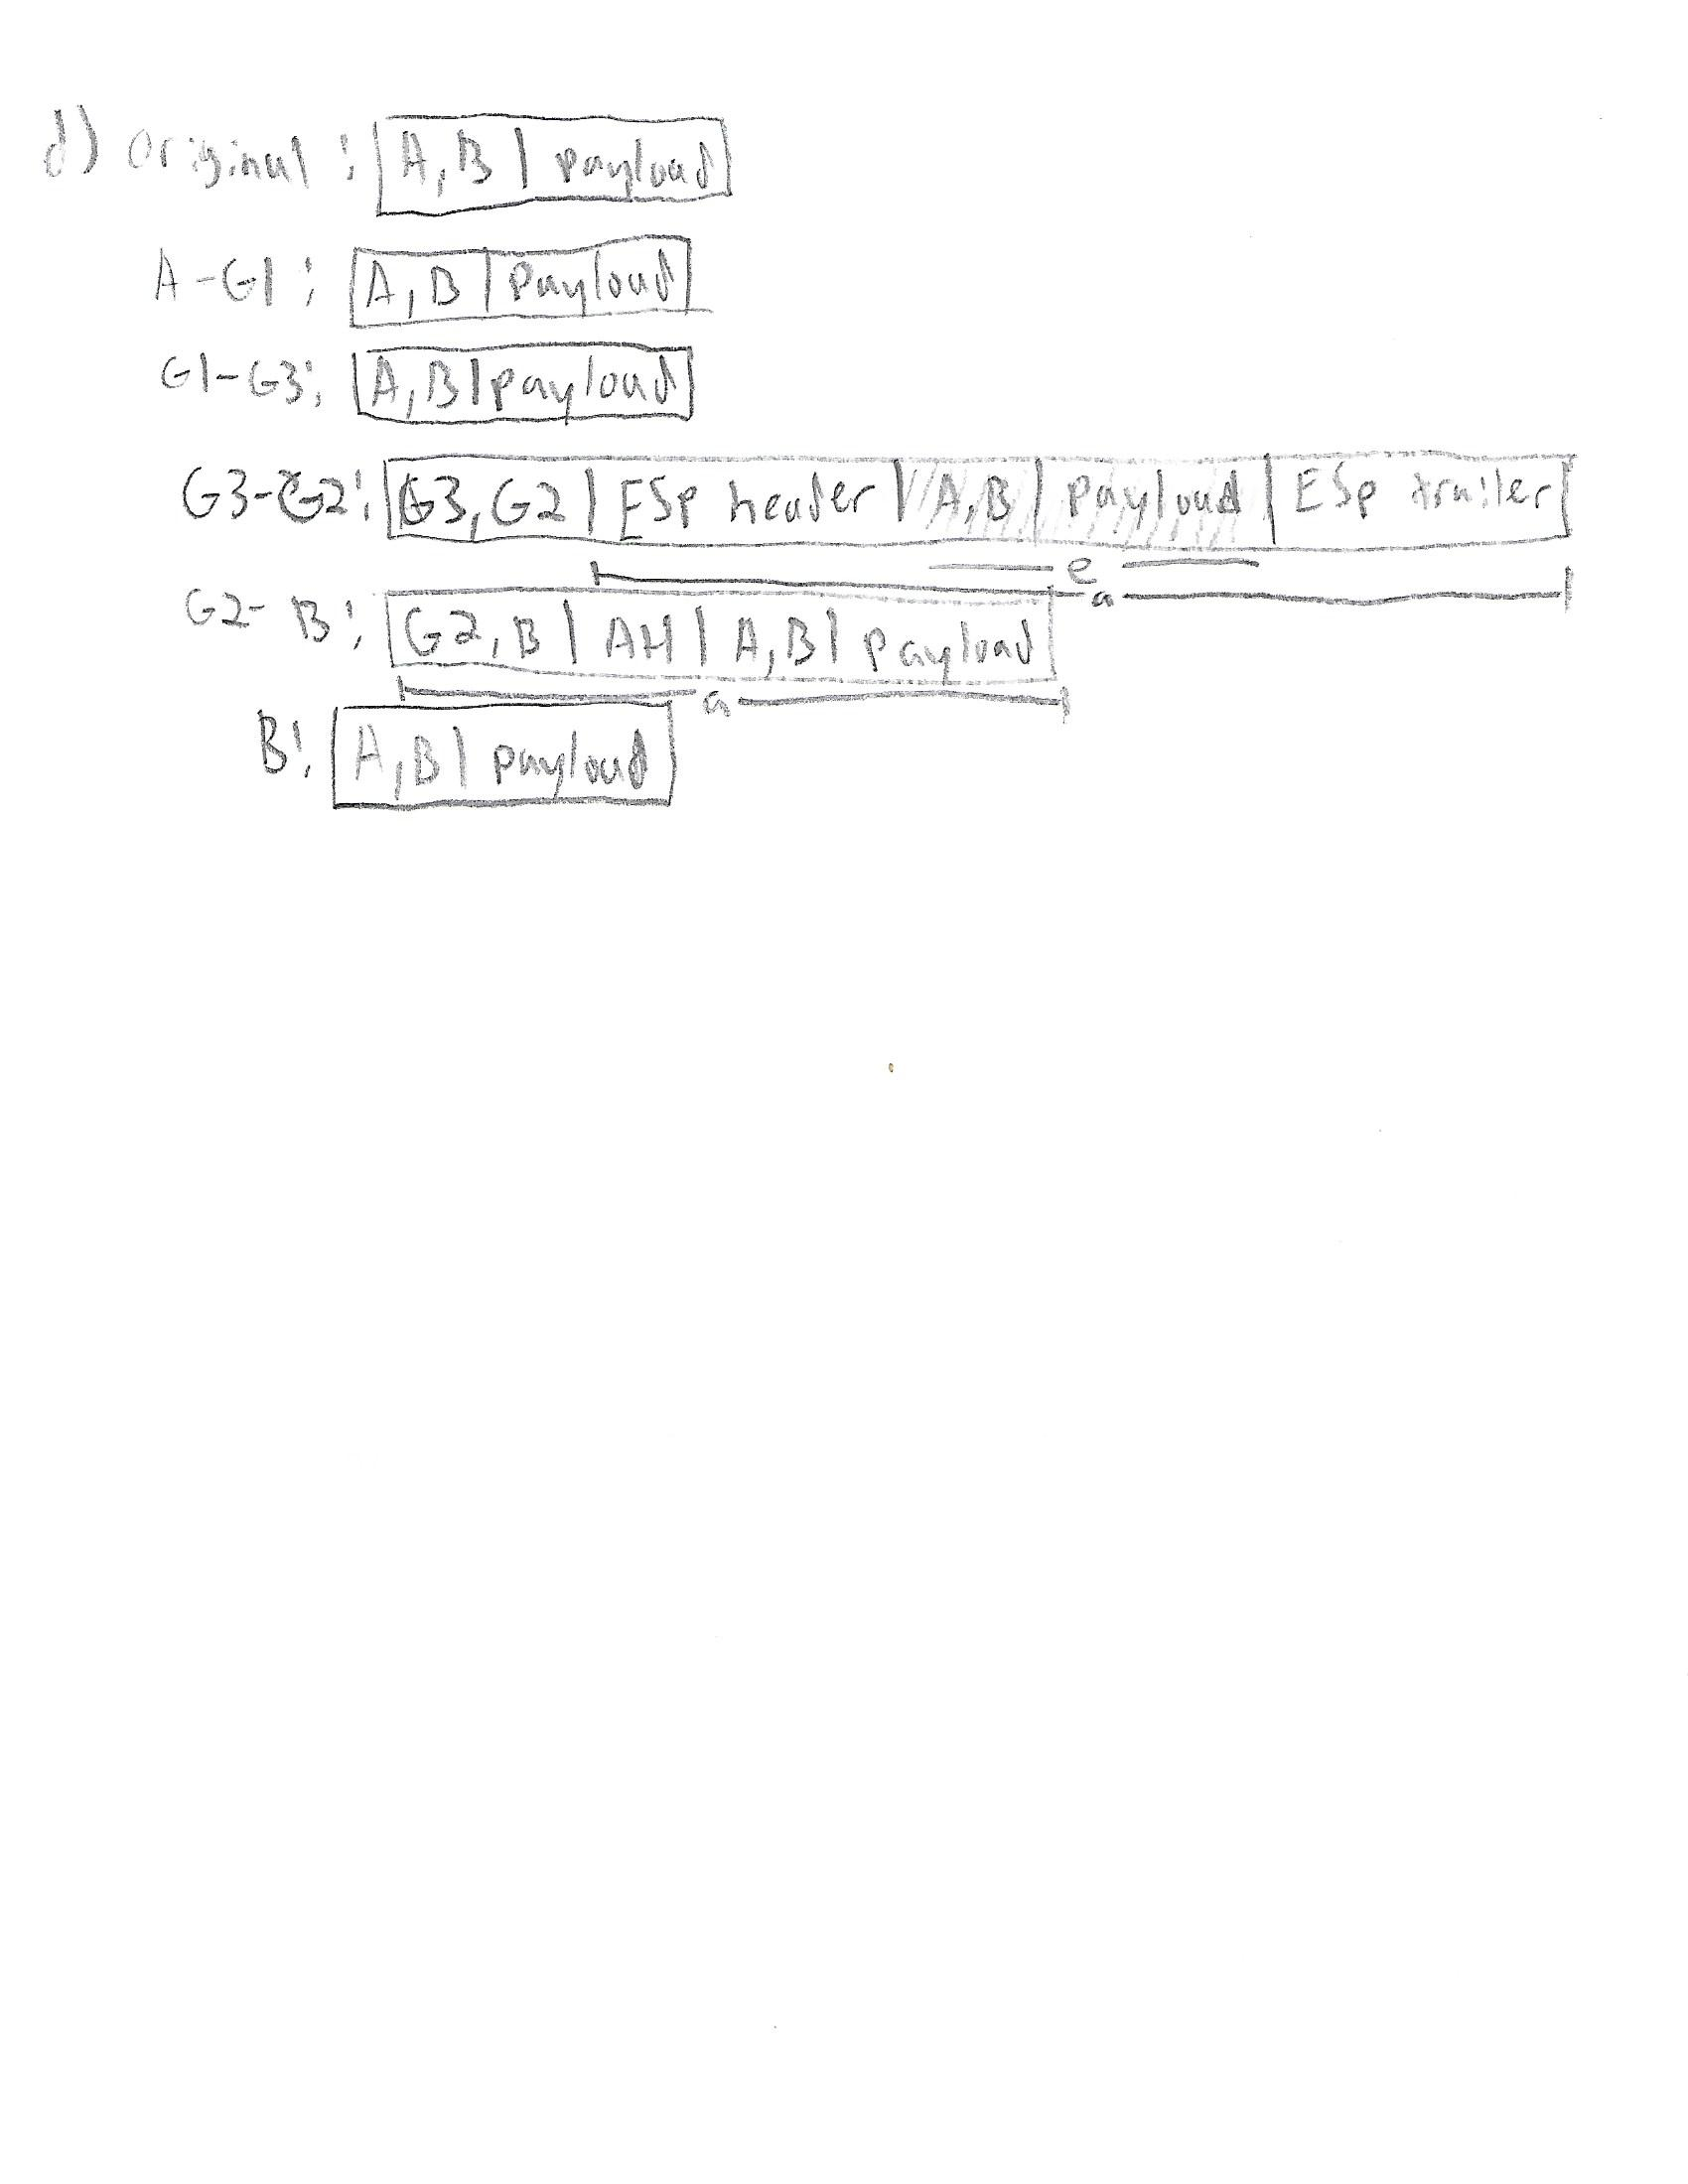 d) original: A,B | payload
A-G1: A,B | payload
G1-G3: A,B | payload
G3-G2: G3,G2 | ESP header | A,B | payload | ESP trailer
e
a
G2-B: G2,B | AH | A,B | payload
a
B: A,B | payload